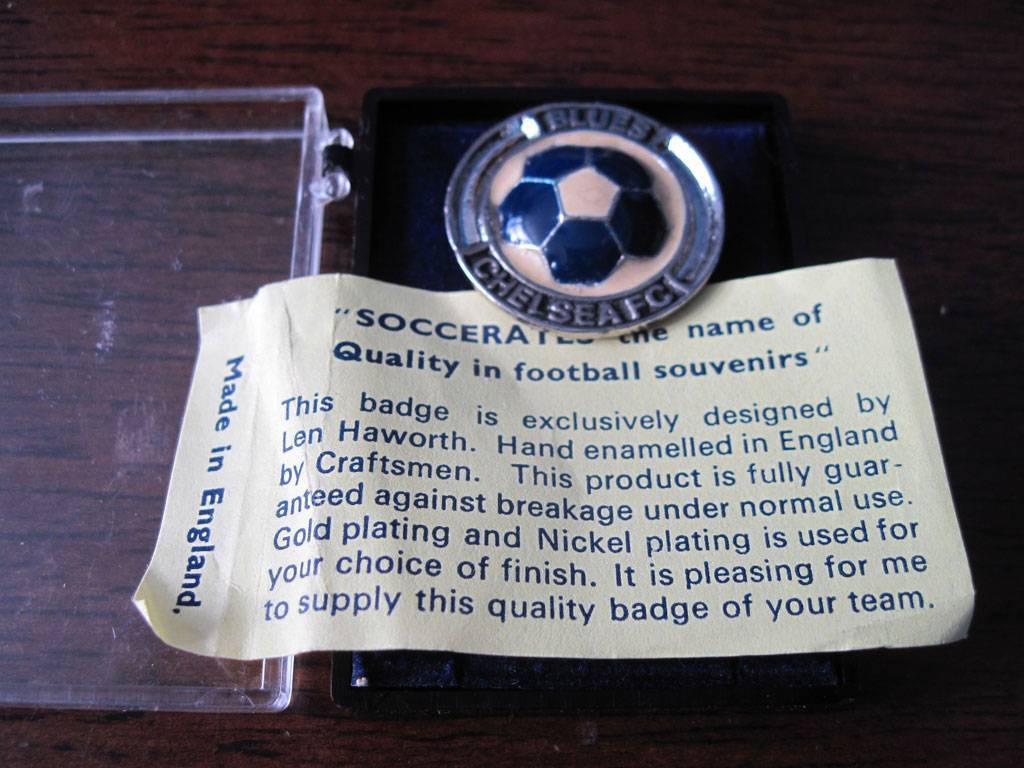 BLUES
CHELSEA FC
the name of
Quality in football souvenirs"
This badge is exclusively designed by
Len Haworth. Hand enamelled in England
by Craftsmen. This product is fully guar-
anteed against breakage under normal use.
Gold plating and Nickel plating is used for
your choice of finish. It is pleasing for me
to supply this quality badge of your team.
Made in England.